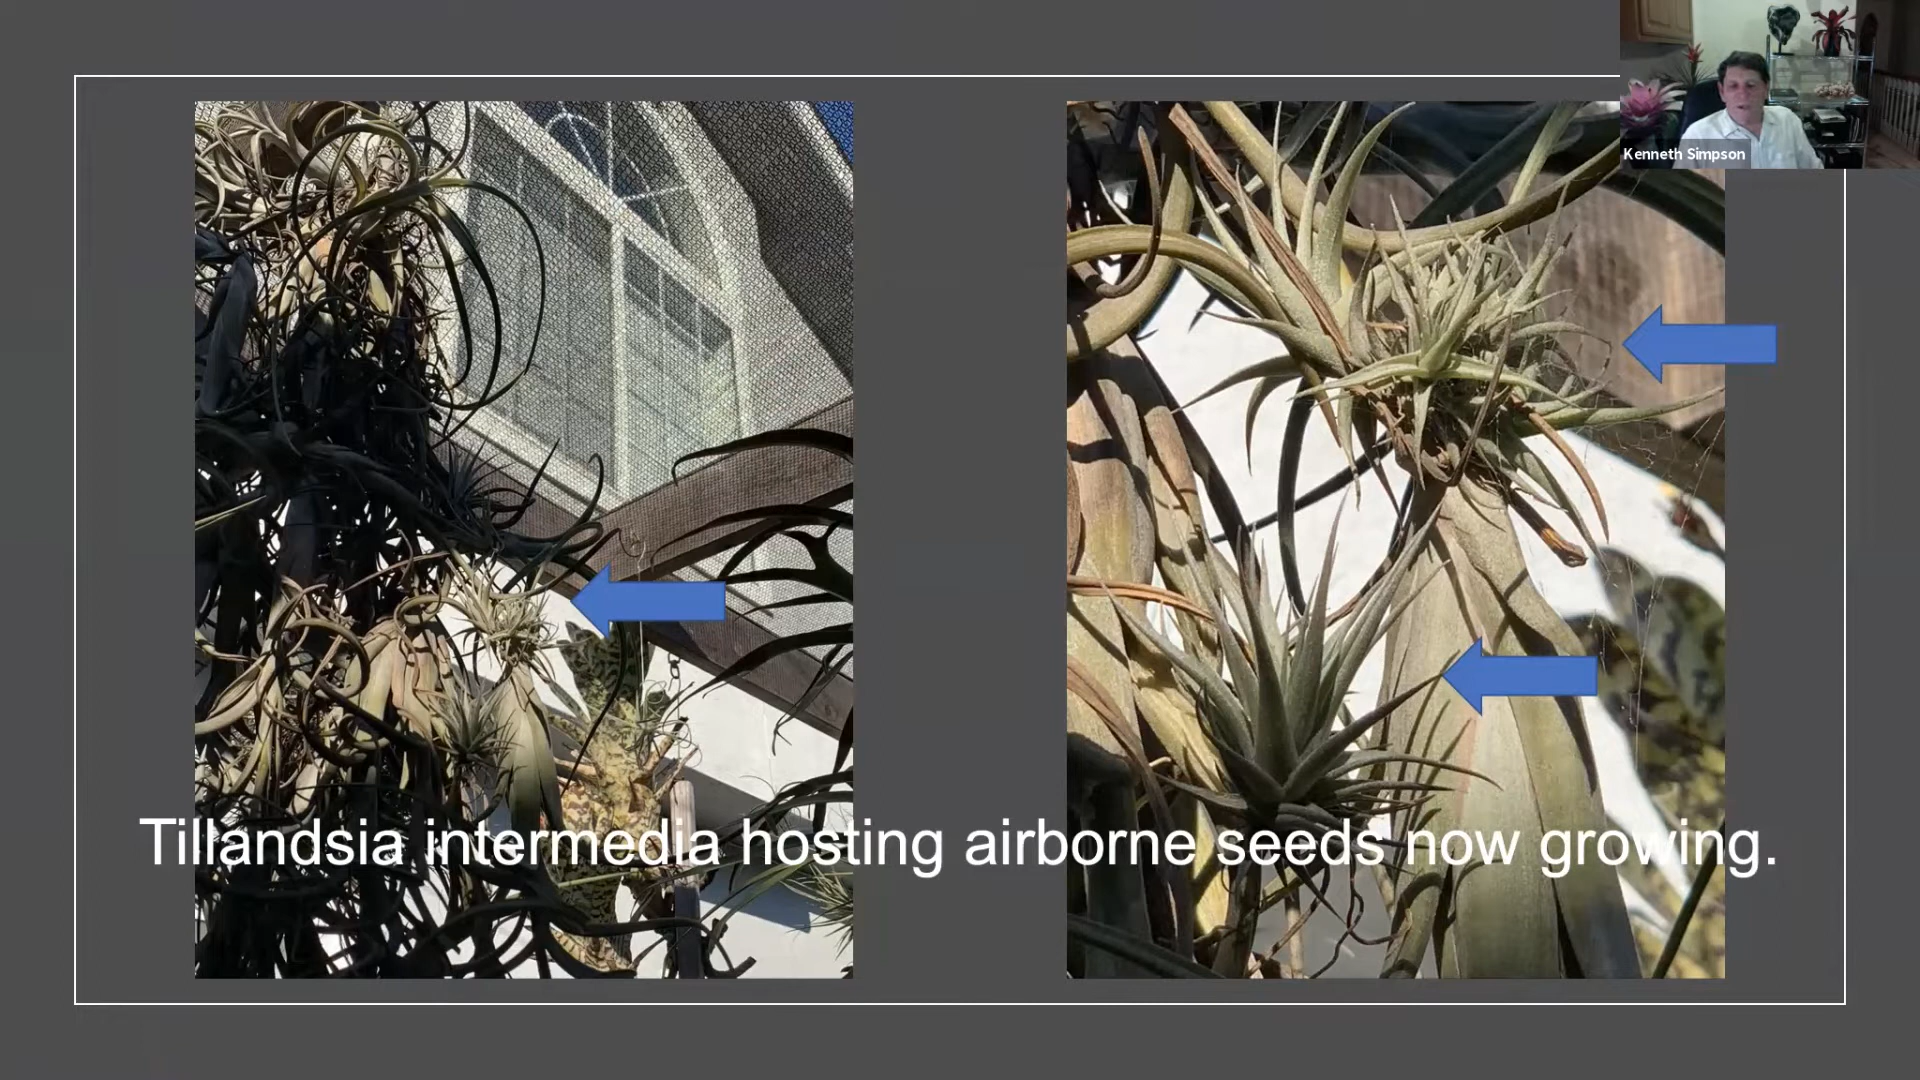 Kenneth Simpson
Tillandsia intermedia hosting airborne seeds now growing.